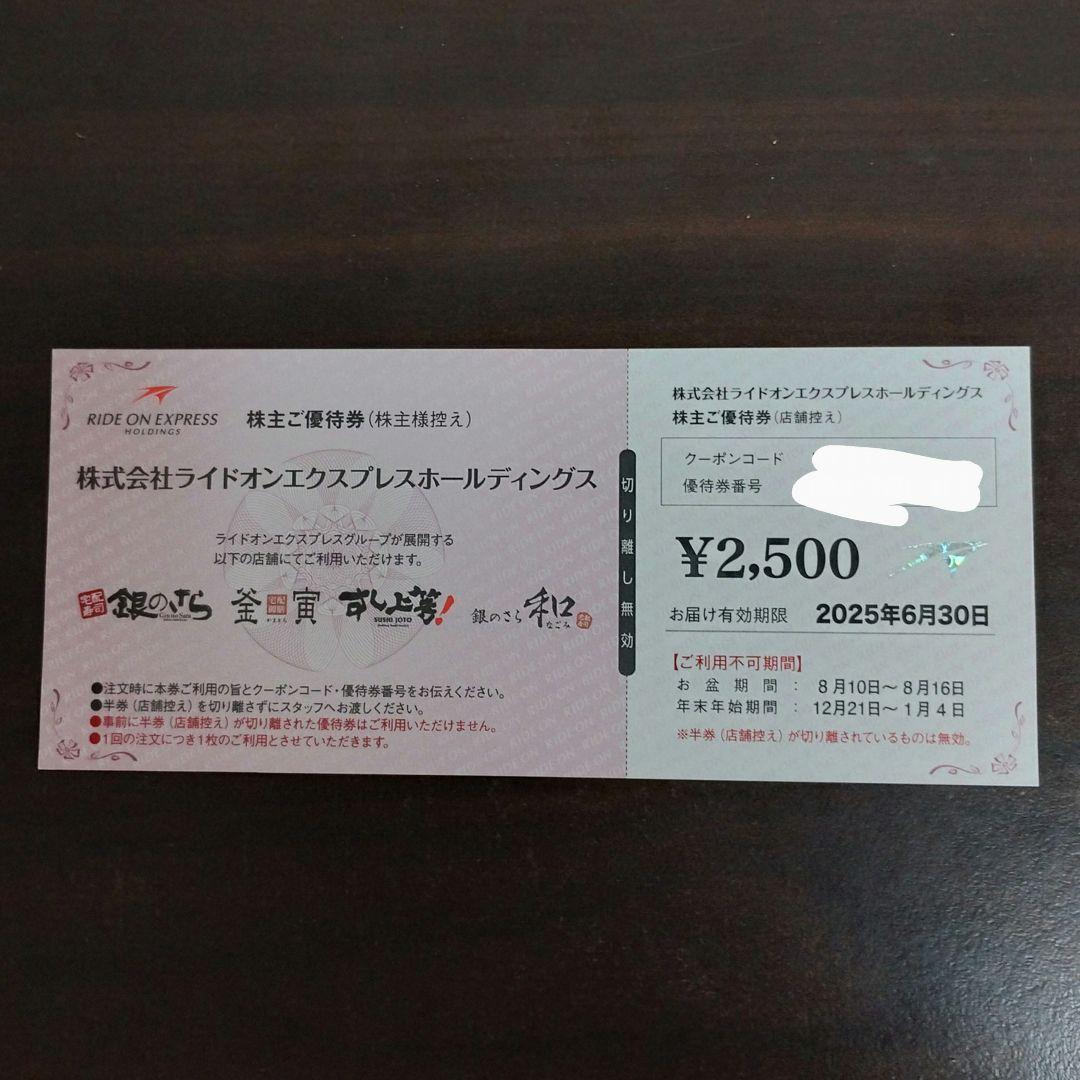 RIDE ON EXPRESS
HOLDINGS
株主ご優待券(株主様控え)
株式会社ライドオンエクスプレスホールディングス
ライドオンエクスプレスグループが展開する
以下の店舗にてご利用いただけます。
宅配寿司 銀のさら
釜寅 宅配御膳 かまとら
すし上等! SUSHI JOTO
銀のさら 和 なごみ
●注文時に本券ご利用の旨とクーポンコード・優待券番号をお伝えください。
●半券(店舗控え)を切り離さずにスタッフへお渡しください。
●事前に半券(店舗控え)が切り離された優待券はご利用いただけません。
●1回の注文につき1枚のご利用とさせていただきます。
切り離し無効
株式会社ライドオンエクスプレスホールディングス
株主ご優待券(店舗控え)
クーポンコード
優待券番号
¥2,500
お届け有効期限 2025年6月30日
【ご利用不可期間】
お盆期間:8月10日~8月16日
年末年始期間:12月21日~1月4日
※半券(店舗控え)が切り離されているものは無効。